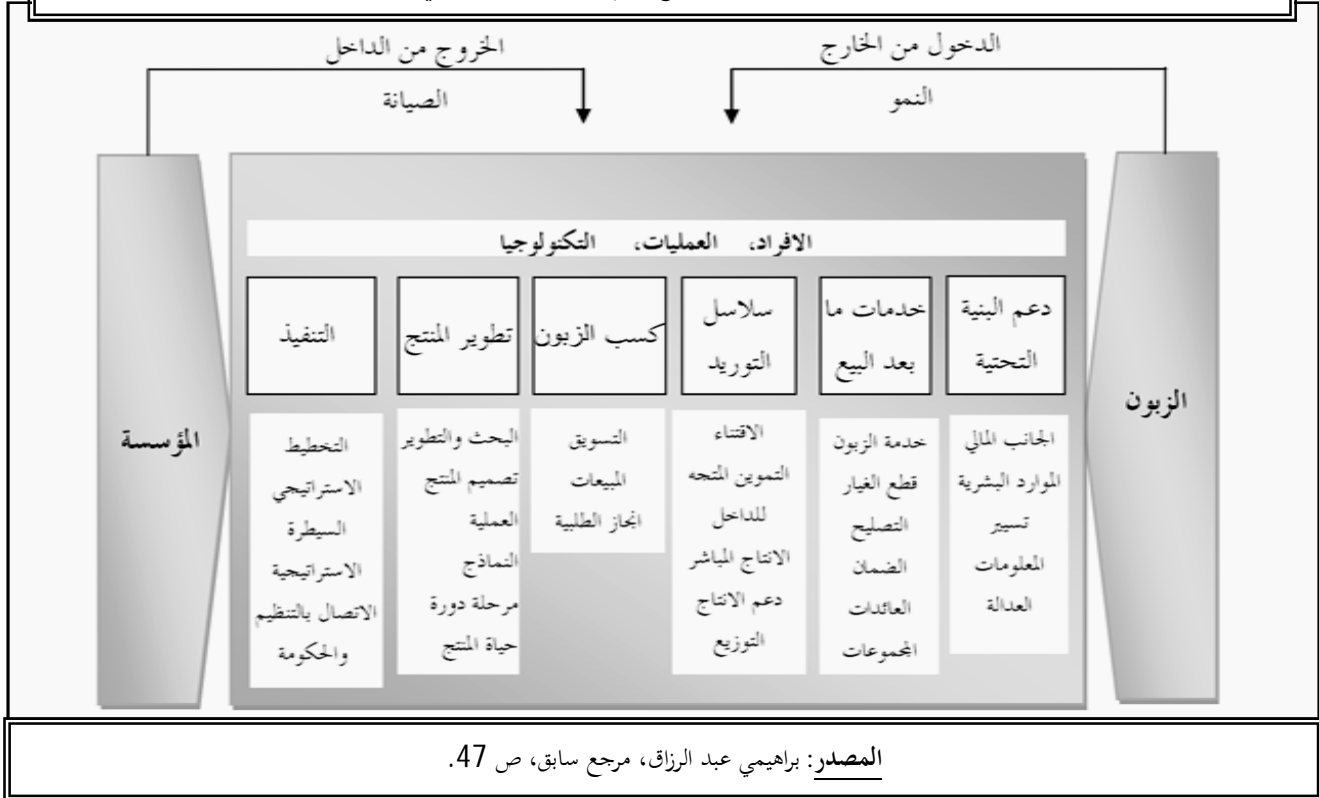 الدخول من الخارج
النمو
الخروج من الداخل
الصيانة
الزبون
الافراد، العمليات، التكنولوجيا
دعم البنية
التحتية
الجانب المالي
الموارد البشرية
تسيير
المعلومات
العدالة
خدمات ما
بعد البيع
خدمة الزبون
قطع الغيار
التصليح
الضمان
العائدات
المجموعات
سلاسل
التوريد
الاقتناء
التموين المتجه
للداخل
الانتاج المباشر
دعم الانتاج
التوزيع
كسب الزبون
التسويق
المبيعات
انجاز الطلبية
تطوير المنتج
البحث والتطوير
تصميم المنتج
العملية
النماذج
مرحلة دورة
حياة المنتج
التنفيذ
التخطيط
الاستراتيجي
السيطرة
الاستراتيجية
الاتصال بالتنظيم
والحكومة
المؤسسة
المصدر: براهيمي عبد الرزاق، مرجع سابق، ص 47.